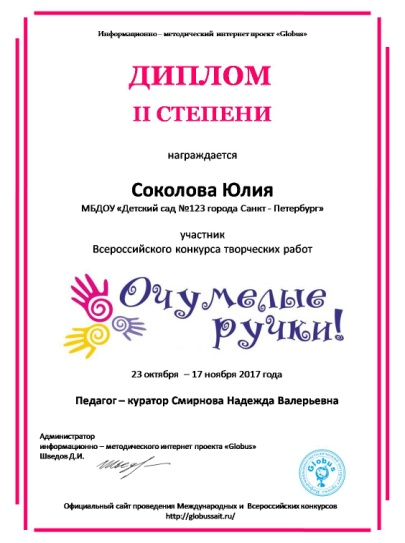 Информационно – методический интернет проект «Globus»
ДИПЛОМ
II СТЕПЕНИ
награждается
Соколова Юлия
МБДОУ «Детский сад №123 города Санкт - Петербург»
участник
Всероссийского конкурса творческих работ
Очумелые
ручки!
23 октября – 17 ноября 2017 года
Педагог – куратор Смирнова Надежда Валерьевна
Администратор
информационно – методического интернет проекта «Globus»
Шведов Д.И.
Globus
Официальный сайт проведения Международных и Всероссийских конкурсов
http://globussait.ru/